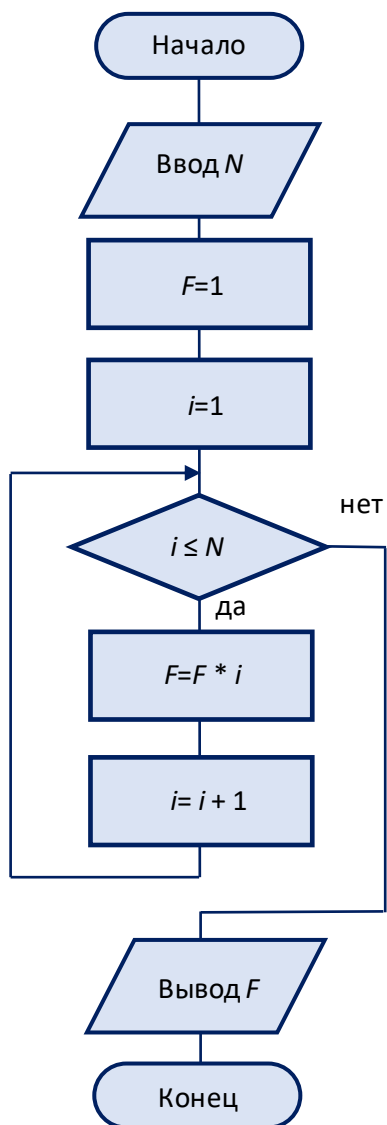 Начало
Ввод N
F=1
i=1
i ≤ N
нет
да
F=F * i
i= i + 1
Вывод F
Конец